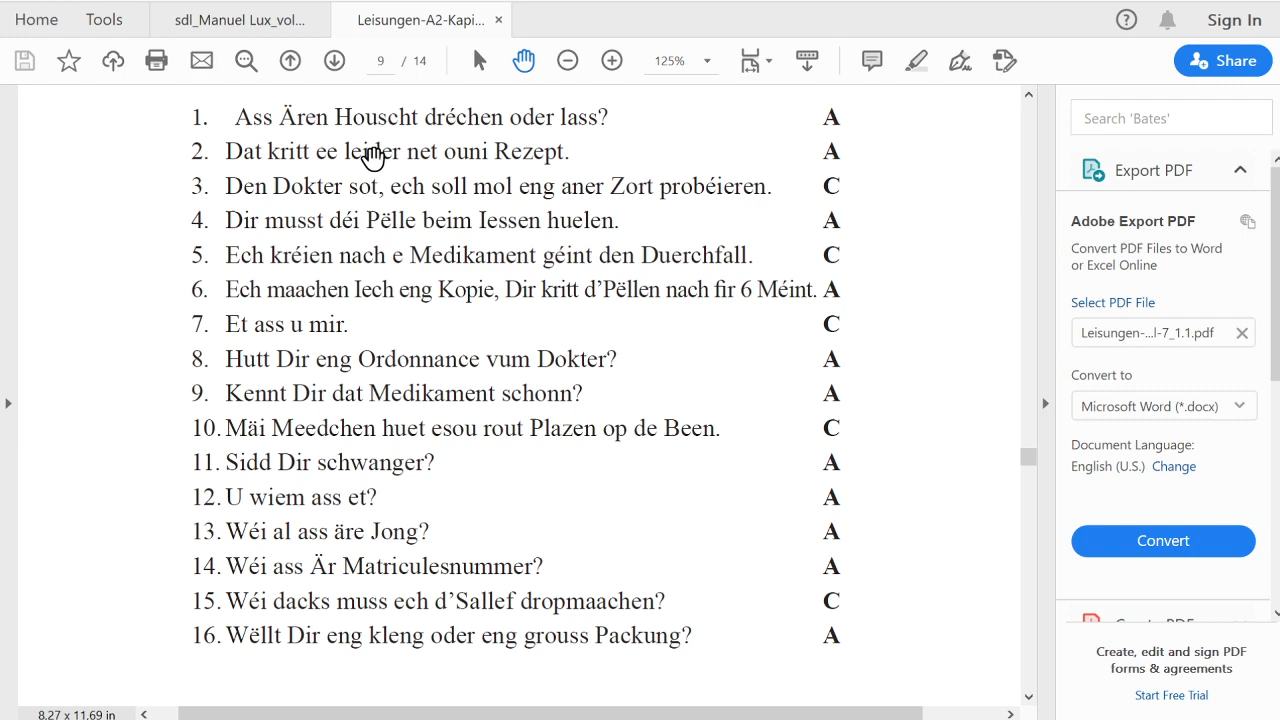 Home Tools sdl_Manuel Lux_vol... Leisungen-A2-Kapi... × Sign In
9 / 14 125% Share
1. Ass Ären Houscht dréchen oder lass? A
2. Dat kritt ee leider net ouni Rezept. A
3. Den Dokter sot, ech soll mol eng aner Zort probéieren. C
4. Dir musst déi Pëlle beim Iessen huelen. A
5. Ech kréien nach e Medikament géint den Duerchfall. C
6. Ech maachen Iech eng Kopie, Dir kritt d'Pëllen nach fir 6 Méint. A
7. Et ass u mir. C
8. Hutt Dir eng Ordonnance vum Dokter? A
9. Kennt Dir dat Medikament schonn? A
10. Mäi Meedchen huet esou rout Plazen op de Been. C
11. Sidd Dir schwanger? A
12. U wiem ass et? A
13. Wéi al ass äre Jong? A
14. Wéi ass Är Matriculesnummer? A
15. Wéi dacks muss ech d'Sallef dropmaachen? C
16. Wëllt Dir eng kleng oder eng grouss Packung? A
8.27 x 11.69 in
Search 'Bates'
Export PDF
Adobe Export PDF
Convert PDF Files to Word
or Excel Online
Select PDF File
Leisungen-...l-7_1.1.pdf
Convert to
Microsoft Word (*.docx)
Document Language:
English (U.S.) Change
Convert
Create, edit and sign PDF
forms & agreements
Start Free Trial